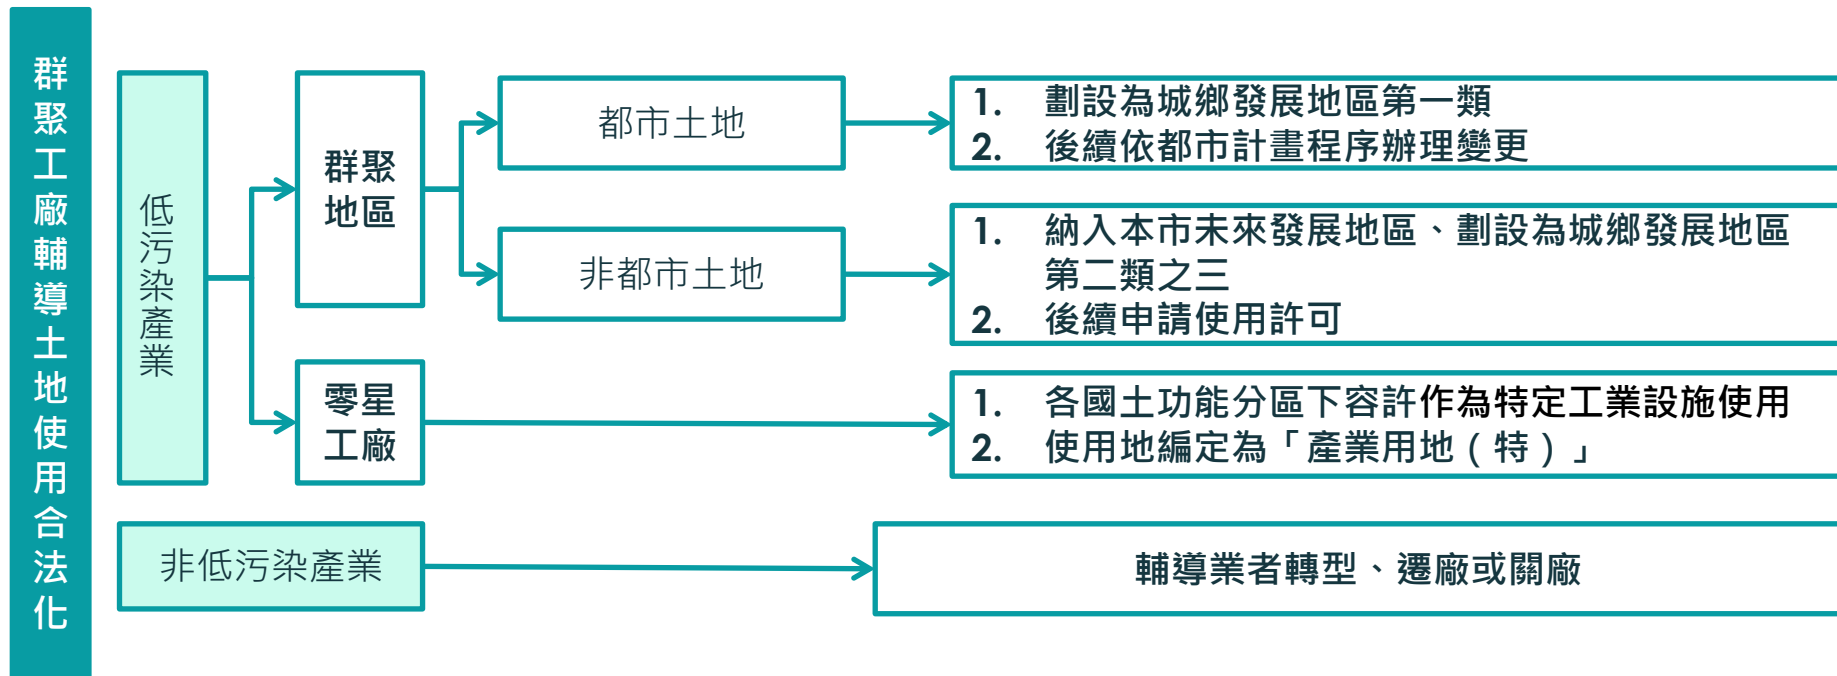 群聚工廠輔導土地使用合法化
低污染產業
群聚
地區
都市土地
1. 劃設為城鄉發展地區第一類
2. 後續依都市計畫程序辦理變更
非都市土地
1. 納入本市未來發展地區、劃設為城鄉發展地區
第二類之三
2. 後續申請使用許可
零星
工廠
1. 各國土功能分區下容許作為特定工業設施使用
2. 使用地編定為「產業用地（特）」
非低污染產業
輔導業者轉型、遷廠或關廠